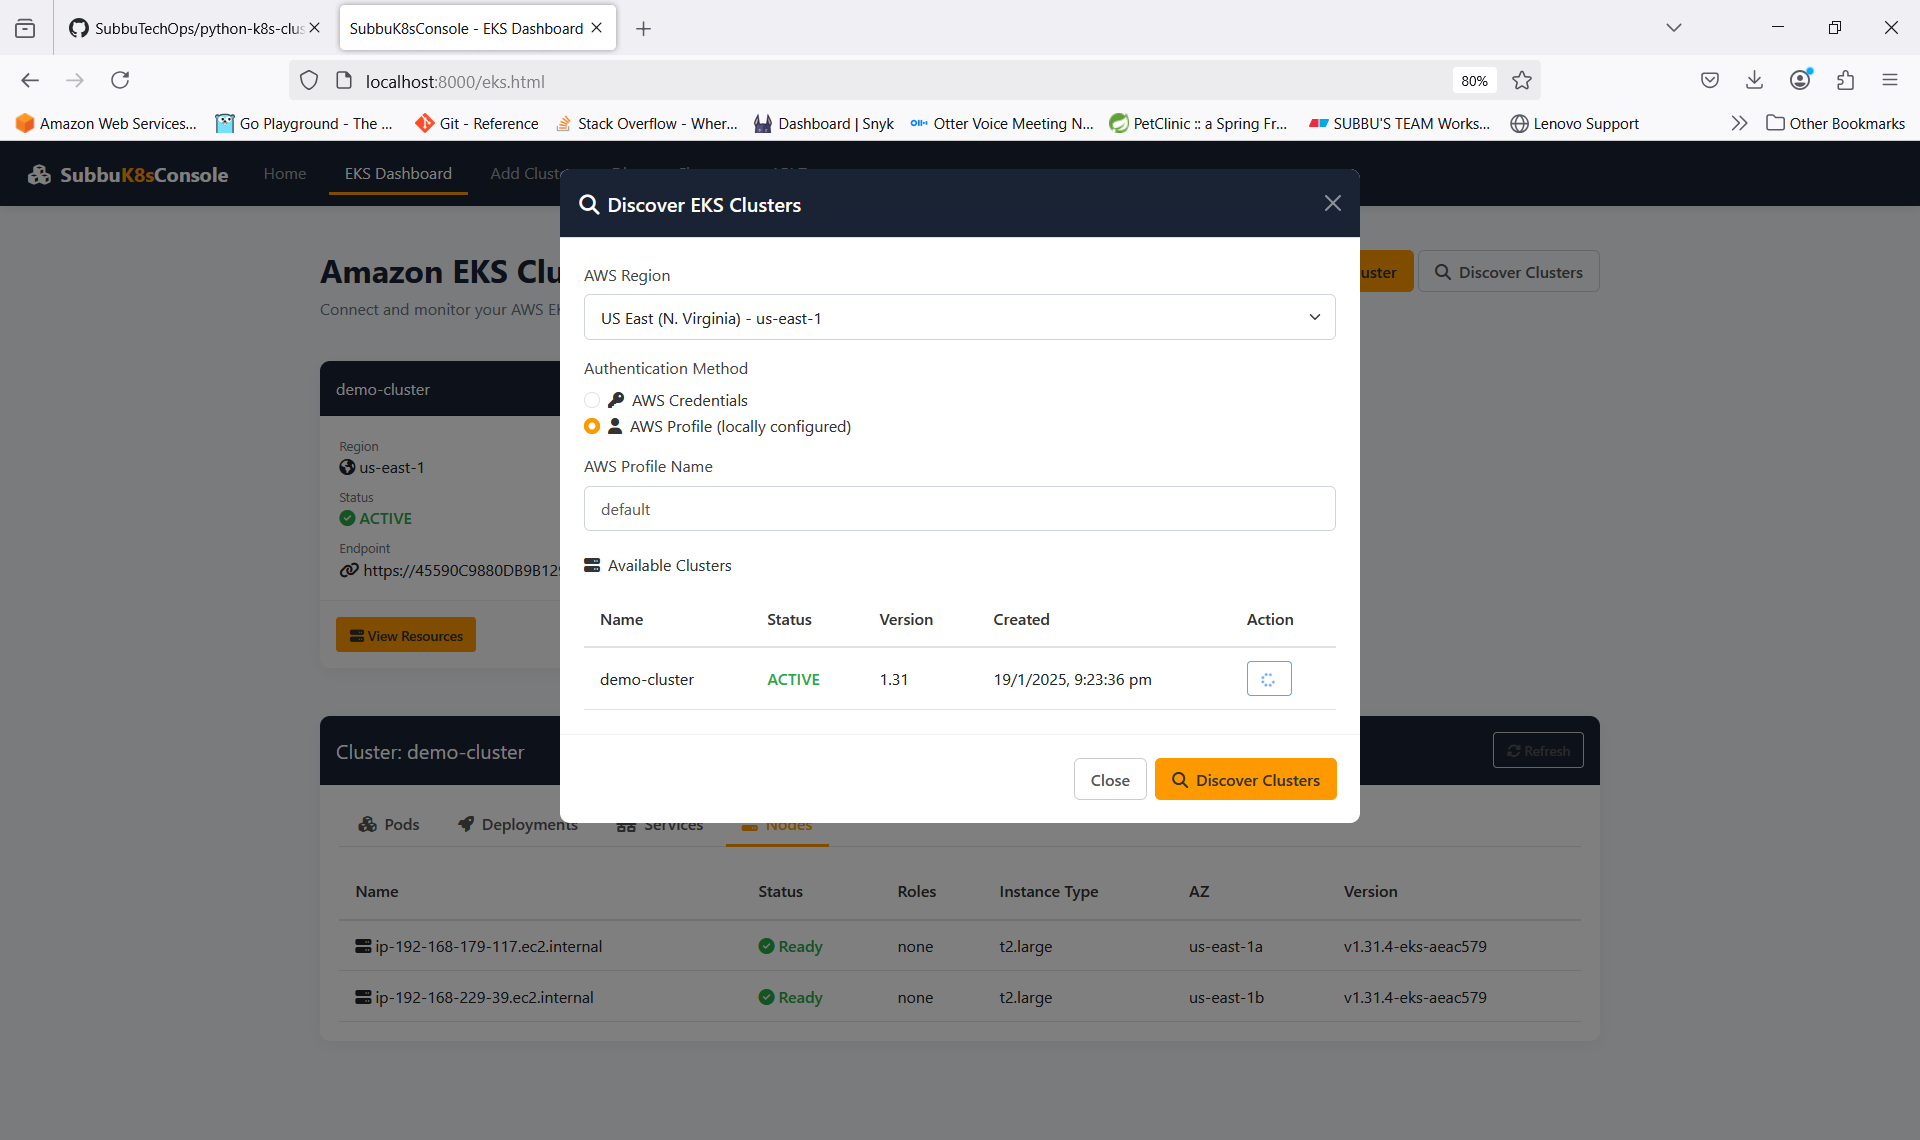 SubbuTechOps/python-k8s-clus
SubbuK8sConsole - EKS Dashboard
localhost:8000/eks.html
80%
Amazon Web Services...
Go Playground - The ...
Git - Reference
Stack Overflow - Wher...
Dashboard | Snyk
Otter Voice Meeting N...
PetClinic :: a Spring Fr...
SUBBU'S TEAM Works...
Lenovo Support
Other Bookmarks
SubbuK8sConsole
Home
EKS Dashboard
Add Cluste
Discover EKS Clusters
Amazon EKS Clu
Connect and monitor your AWS EK
uster
Discover Clusters
AWS Region
US East (N. Virginia) - us-east-1
Authentication Method
AWS Credentials
AWS Profile (locally configured)
AWS Profile Name
default
Available Clusters
Name Status Version Created Action
demo-cluster ACTIVE 1.31 19/1/2025, 9:23:36 pm
Close
Discover Clusters
demo-cluster
Region
us-east-1
Status
ACTIVE
Endpoint
https://45590C9880DB9B129
View Resources
Cluster: demo-cluster
Refresh
Pods
Deployments
Services
Nodes
Name Status Roles Instance Type AZ Version
ip-192-168-179-117.ec2.internal Ready none t2.large us-east-1a v1.31.4-eks-aeac579
ip-192-168-229-39.ec2.internal Ready none t2.large us-east-1b v1.31.4-eks-aeac579